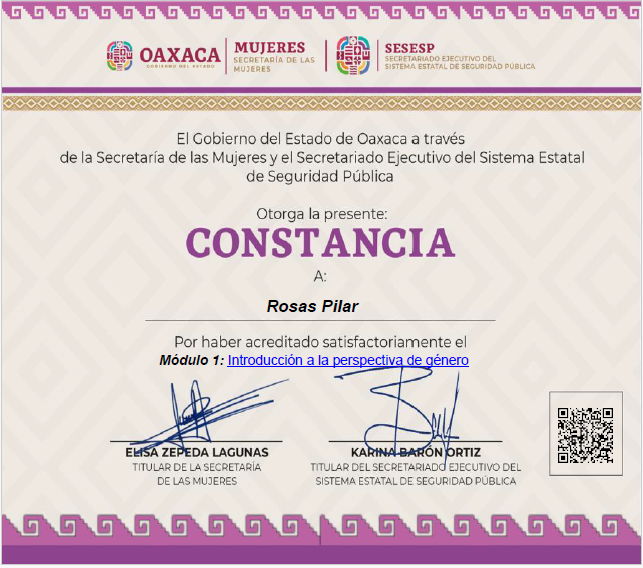 OAXACA
GOBIERNO DEL ESTADO
MUJERES
SECRETARÍA DE LAS
MUJERES
SESESP
SECRETARIADO EJECUTIVO DEL
SISTEMA ESTATAL DE SEGURIDAD PÚBLICA
El Gobierno del Estado de Oaxaca a través
de la Secretaría de las Mujeres y el Secretariado Ejecutivo del Sistema Estatal
de Seguridad Pública
Otorga la presente:
CONSTANCIA
A:
Rosas Pilar
Por haber acreditado satisfactoriamente el
Módulo 1: Introducción a la perspectiva de género
ELISA ZEPEDA LAGUNAS
TITULAR DE LA SECRETARÍA
DE LAS MUJERES
KARINA BARÓN ORTIZ
TITULAR DEL SECRETARIADO EJECUTIVO DEL
SISTEMA ESTATAL DE SEGURIDAD PÚBLICA